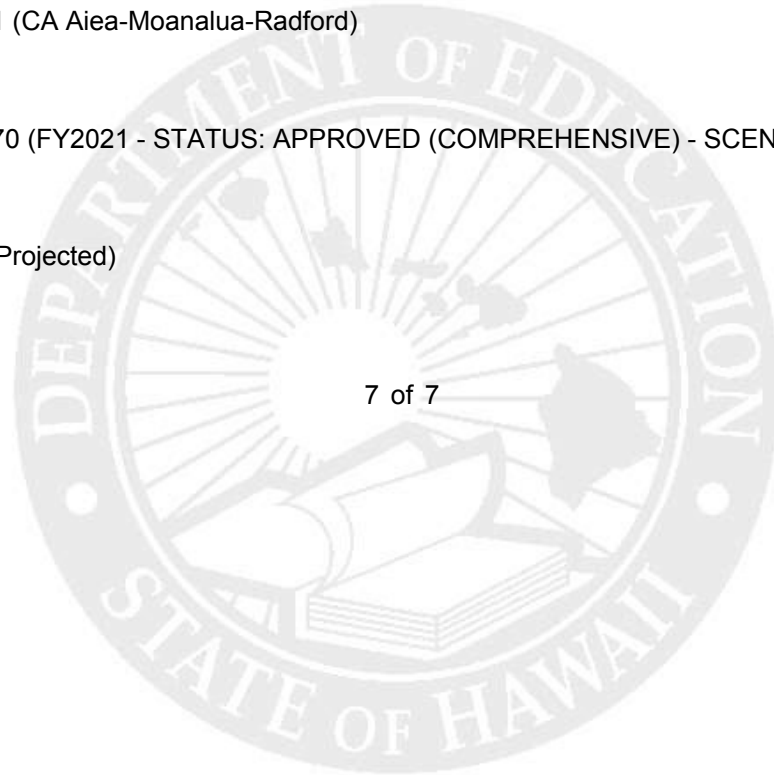 (CA Aiea-Moanalua-Radford)
70 (FY2021 - STATUS: APPROVED (COMPREHENSIVE) - SCEN
Projected)
7 of 7
DEPARTMENT OF EDUCATION
STATE OF HAWAII